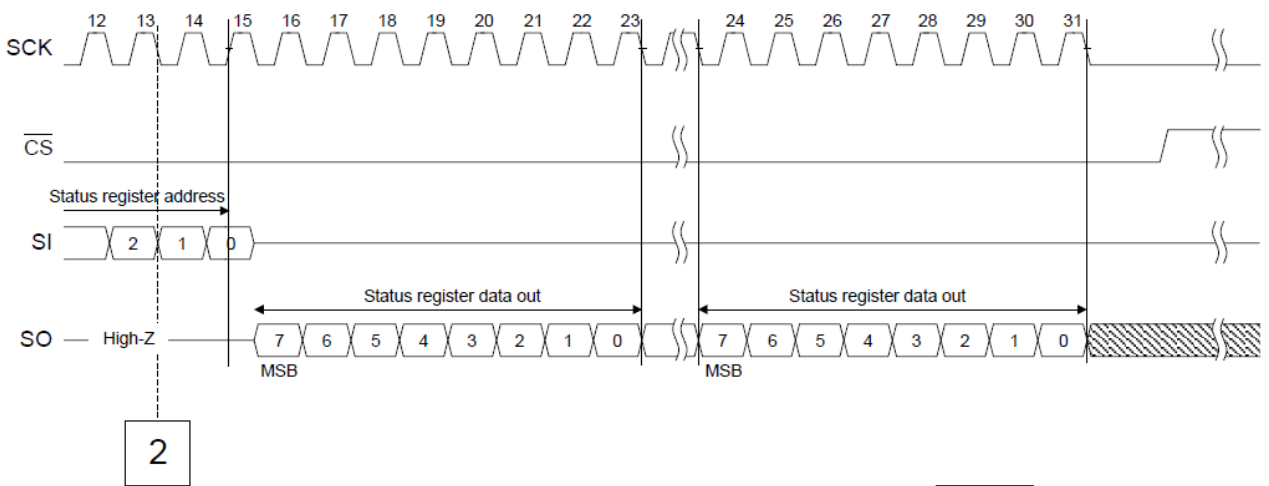 12 13 14 15 16 17 18 19 20 21 22 23 24 25 26 27 28 29 30 31
SCK
CS
Status register address
SI 2 1 0
Status register data out Status register data out
SO High-Z 7 6 5 4 3 2 1 0 7 6 5 4 3 2 1 0
MSB MSB
2